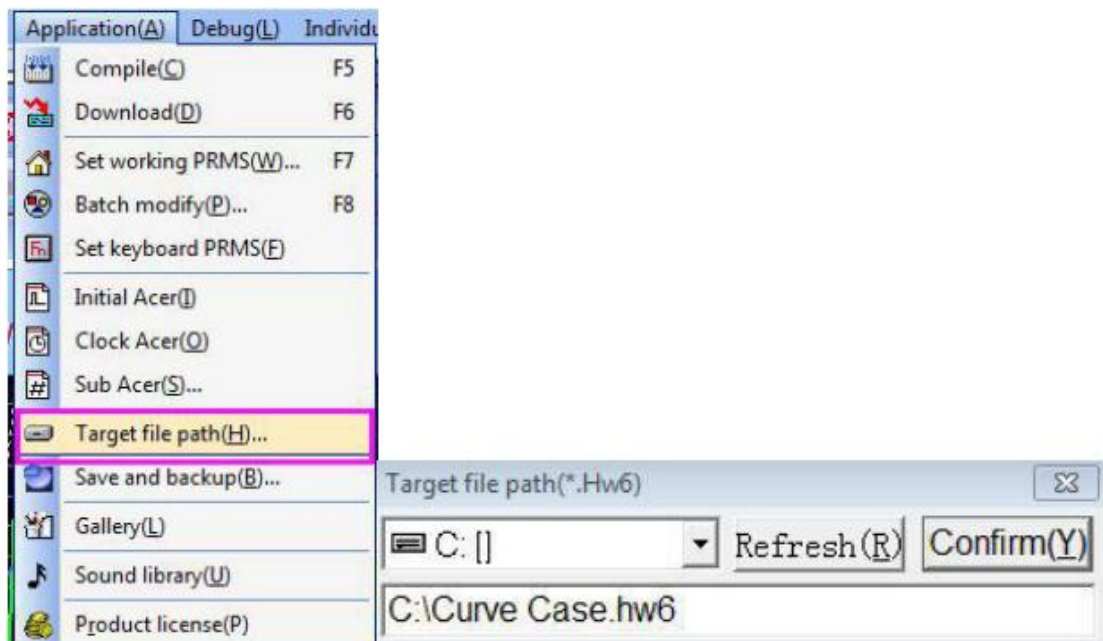 Application(A) Debug(L) Individu
Compile(C) F5
Download(D) F6
Set working PRMS(W)... F7
Batch modify(P)... F8
Set keyboard PRMS(F)
Initial Acer(I)
Clock Acer(O)
Sub Acer(S)...
Target file path(H)...
Save and backup(B)...
Gallery(L)
Sound library(U)
Product license(P)
Target file path(*.Hw6)
C: [] Refresh(R) Confirm(Y)
C:\Curve Case.hw6